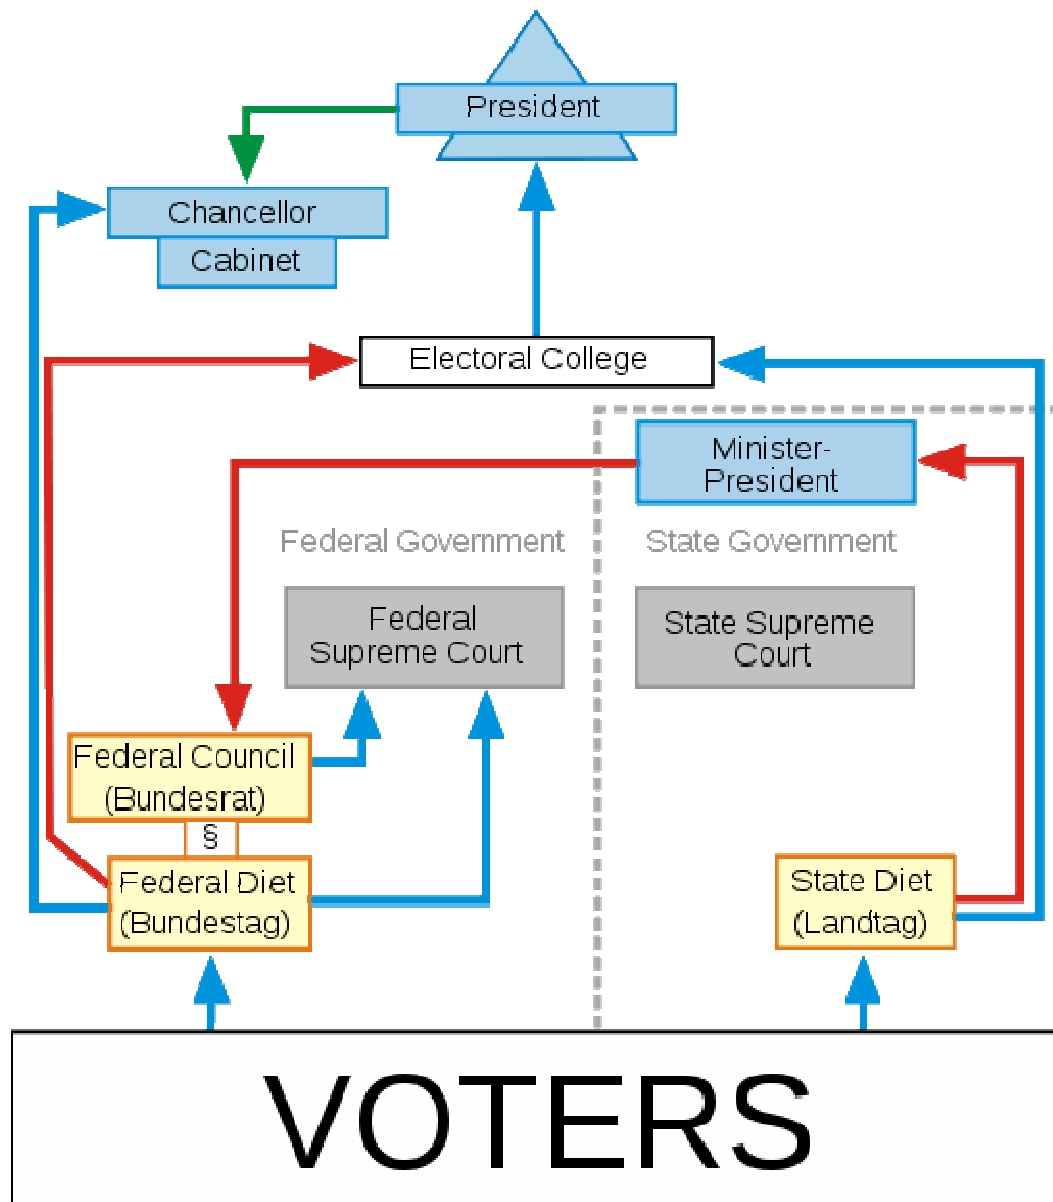 President
Chancellor
Cabinet
Electoral College
Minister-
President
Federal Government
State Government
Federal
Supreme Court
State Supreme
Court
Federal Council
(Bundesrat)
§
Federal Diet
(Bundestag)
State Diet
(Landtag)
VOTERS